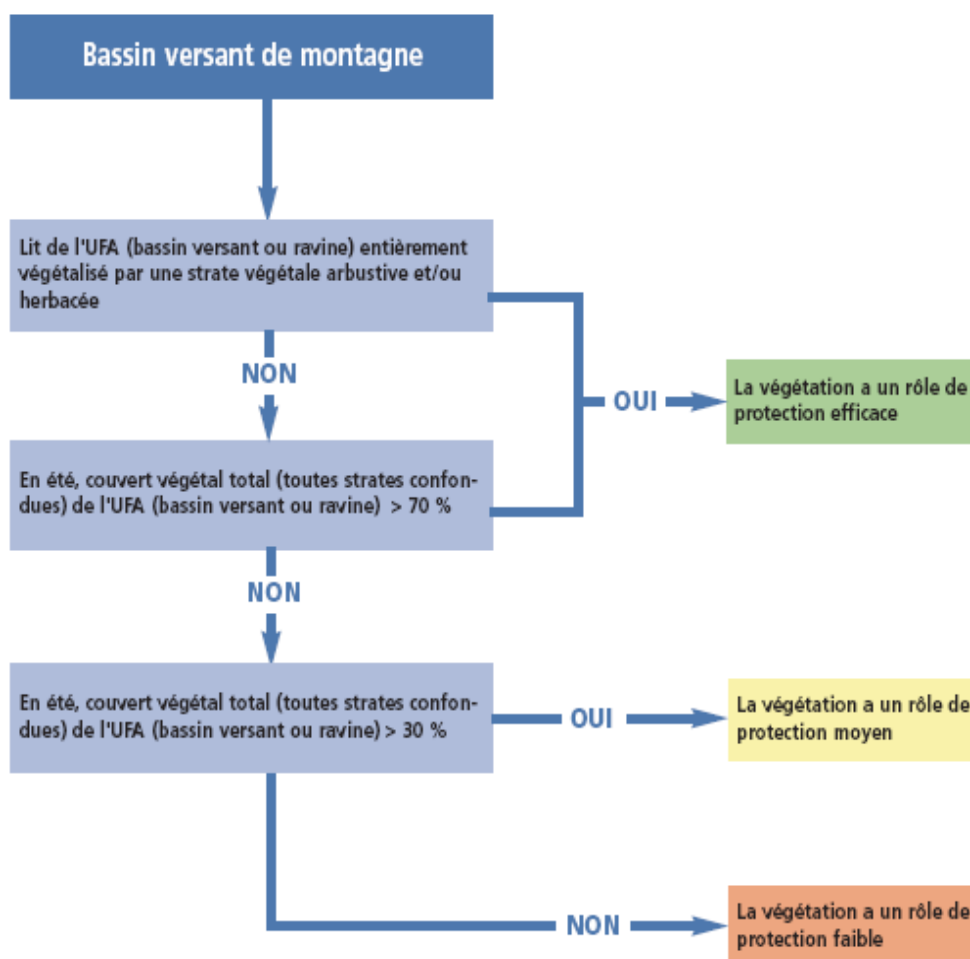 Bassin versant de montagne
Lit de l'UFA (bassin versant ou ravine) entièrement
végétalisé par une strate végétale arbustive et/ou
herbacée
NON
OUI
La végétation a un rôle de
protection efficace
En été, couvert végétal total (toutes strates confon-
dues) de l'UFA (bassin versant ou ravine) > 70 %
NON
En été, couvert végétal total (toutes strates confon-
dues) de l'UFA (bassin versant ou ravine) > 30 %
OUI
La végétation a un rôle de
protection moyen
NON
La végétation a un rôle de
protection faible